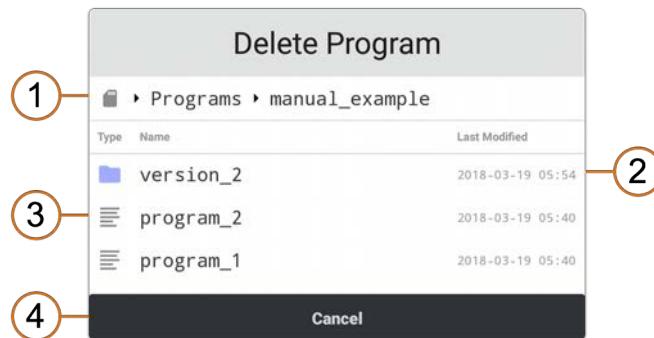 Delete Program
1
Programs manual_example
Type Name Last Modified
version_2 2018-03-19 05:54
2
3
program_2 2018-03-19 05:40
program_1 2018-03-19 05:40
4
Cancel